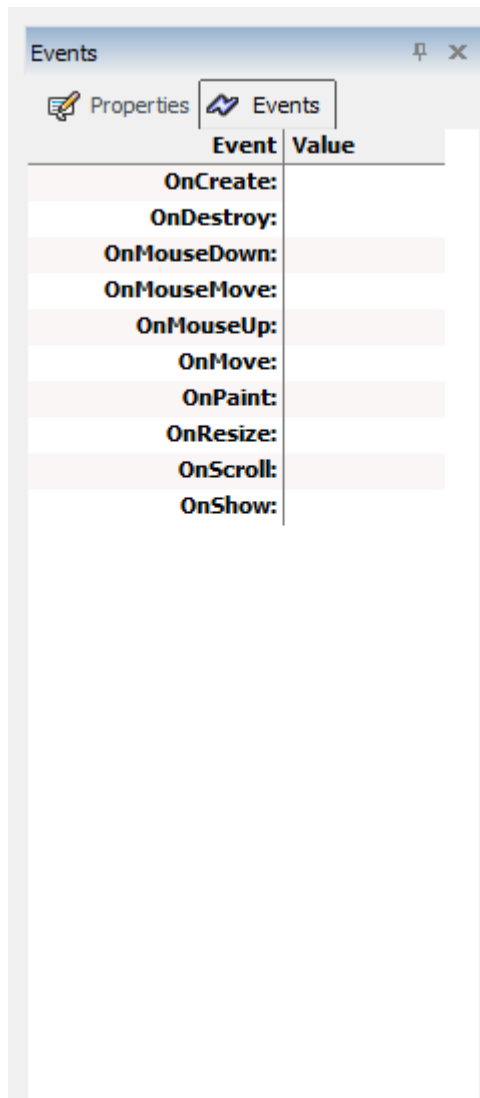 Events
Properties Events
Event Value
OnCreate:
OnDestroy:
OnMouseDown:
OnMouseMove:
OnMouseUp:
OnMove:
OnPaint:
OnResize:
OnScroll:
OnShow: